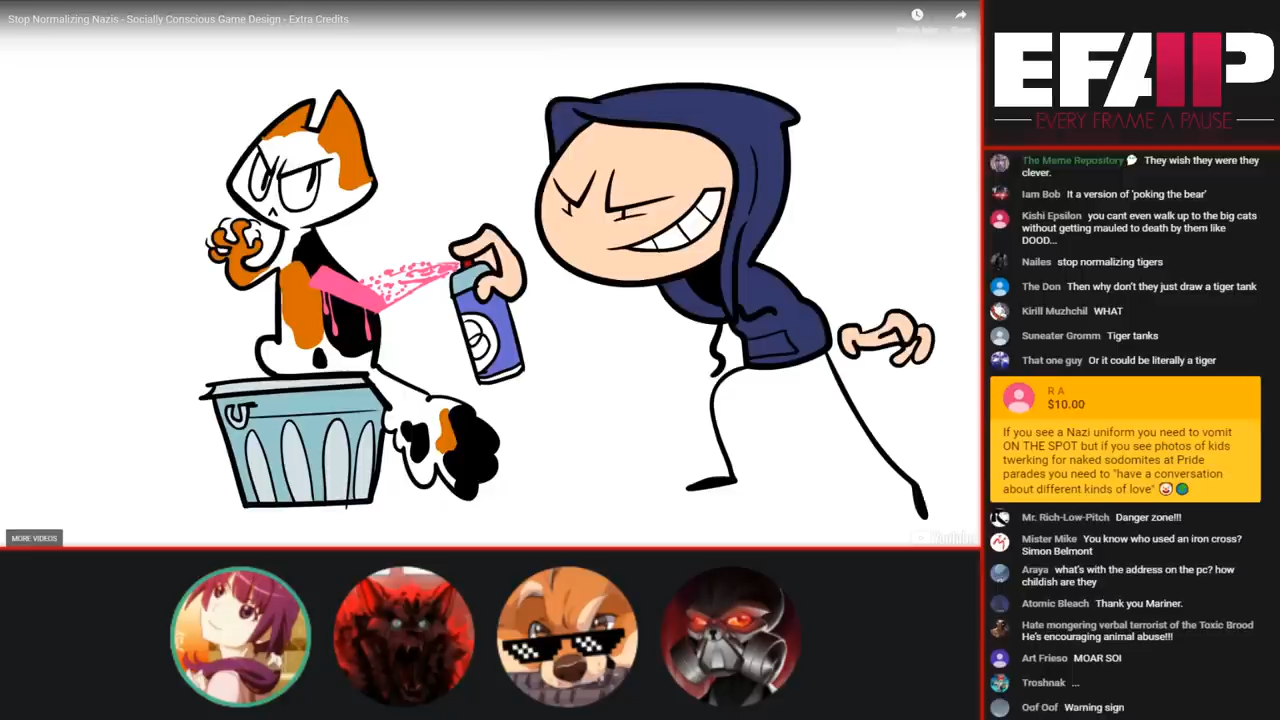 Stop Normalizing Nazis - Socially Conscious Game Design - Extra Credits
MORE VIDEOS
EFAP
EVERY FRAME A PAUSE
The Meme Repository They wish they were they
clever.
Iam Bob It a version of 'poking the bear'
Kishi Epsilon you cant even walk up to the big cats
without getting mauled to death by them like
DOOD...
Nailes stop normalizing tigers
The Don Then why don't they just draw a tiger tank
Kirill Muzhchil WHAT
Suneater Gromm Tiger tanks
That one guy Or it could be literally a tiger
R A
$10.00
If you see a Nazi uniform you need to vomit
ON THE SPOT but if you see photos of kids
twerking for naked sodomites at Pride
parades you need to "have a conversation
about different kinds of love"
Mr. Rich-Low-Pitch Danger zone!!!
Mister Mike You know who used an iron cross?
Simon Belmont
Araya what's with the address on the pc? how
childish are they
Atomic Bleach Thank you Mariner.
Hate mongering verbal terrorist of the Toxic Brood
He's encouraging animal abuse!!!
Art Frieso MOAR SOI
Troshnak ...
Oof Oof Warning sign